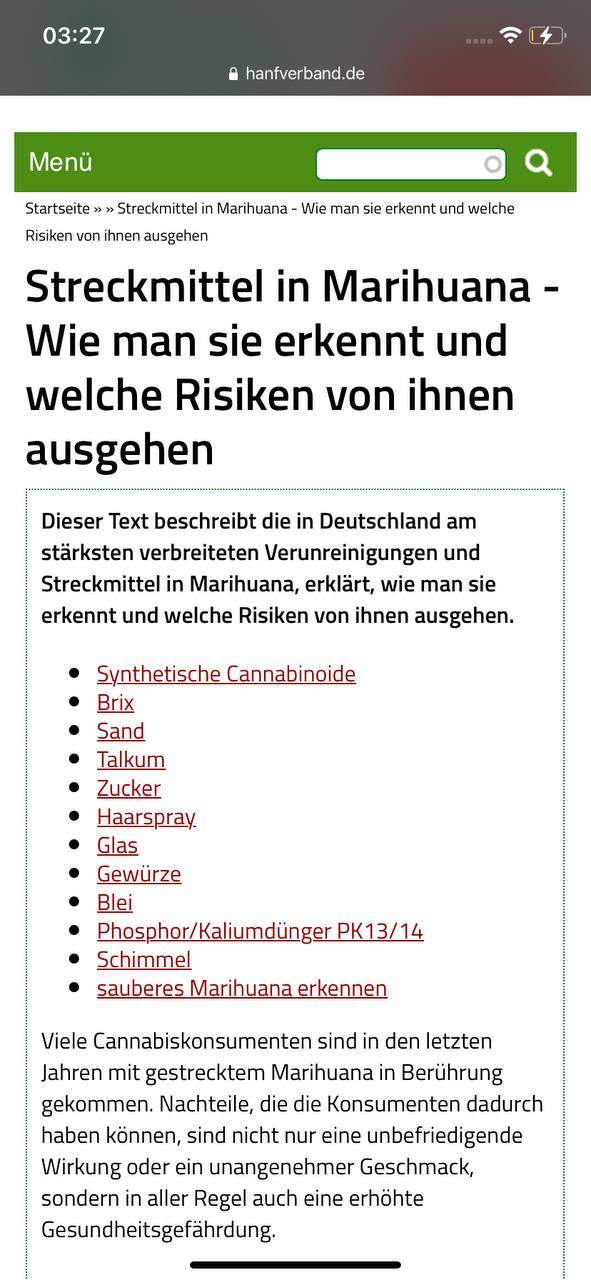 03:27
hanfverband.de
Menü
Startseite » » Streckmittel in Marihuana - Wie man sie erkennt und welche
Risiken von ihnen ausgehen
Streckmittel in Marihuana -
Wie man sie erkennt und
welche Risiken von ihnen
ausgehen
Dieser Text beschreibt die in Deutschland am
stärksten verbreiteten Verunreinigungen und
Streckmittel in Marihuana, erklärt, wie man sie
erkennt und welche Risiken von ihnen ausgehen.
Synthetische Cannabinoide
Brix
Sand
Talkum
Zucker
Haarspray
Glas
Gewürze
Blei
Phosphor/Kaliumdünger PK13/14
Schimmel
sauberes Marihuana erkennen
Viele Cannabiskonsumenten sind in den letzten
Jahren mit gestrecktem Marihuana in Berührung
gekommen. Nachteile, die die Konsumenten dadurch
haben können, sind nicht nur eine unbefriedigende
Wirkung oder ein unangenehmer Geschmack,
sondern in aller Regel auch eine erhöhte
Gesundheitsgefährdung.